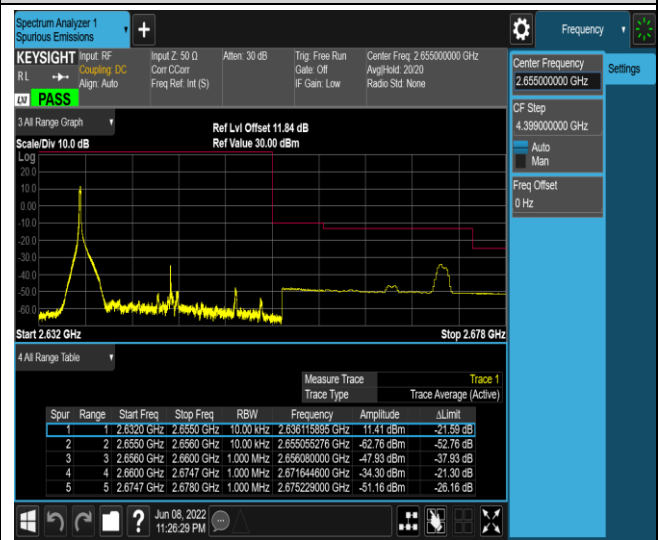 Spectrum Analyzer 1
Spurious Emissions
Frequency
KEYSIGHT
R L
LXI PASS
Input: RF
Coupling: DC
Align: Auto
Input Z: 50 Ω
Corr CCorr
Freq Ref: Int (S)
Atten: 30 dB
Trig: Free Run
Gate: Off
IF Gain: Low
Center Freq: 2.655000000 GHz
Avg|Hold: 20/20
Radio Std: None
Center Frequency
2.655000000 GHz
Settings
CF Step
4.399000000 GHz
Auto
Man
Freq Offset
0 Hz
3 All Range Graph
Scale/Div 10.0 dB
Ref Lvl Offset 11.84 dB
Ref Value 30.00 dBm
Log
20.0
10.0
0.00
-10.0
-20.0
-30.0
-40.0
-50.0
-60.0
Start 2.632 GHz
Stop 2.678 GHz
4 All Range Table
Measure Trace Trace 1
Trace Type Trace Average (Active)
Spur Range Start Freq Stop Freq RBW Frequency Amplitude ΔLimit
1 1 2.6320 GHz 2.6550 GHz 10.00 kHz 2.636115895 GHz 11.41 dBm -21.59 dB
2 2 2.6550 GHz 2.6560 GHz 10.00 kHz 2.655055276 GHz -62.76 dBm -52.76 dB
3 3 2.6560 GHz 2.6600 GHz 1.000 MHz 2.656080000 GHz -47.93 dBm -37.93 dB
4 4 2.6600 GHz 2.6747 GHz 1.000 MHz 2.671644600 GHz -34.30 dBm -21.30 dB
5 5 2.6747 GHz 2.6780 GHz 1.000 MHz 2.675229000 GHz -51.16 dBm -26.16 dB
Jun 08, 2022
11:26:29 PM